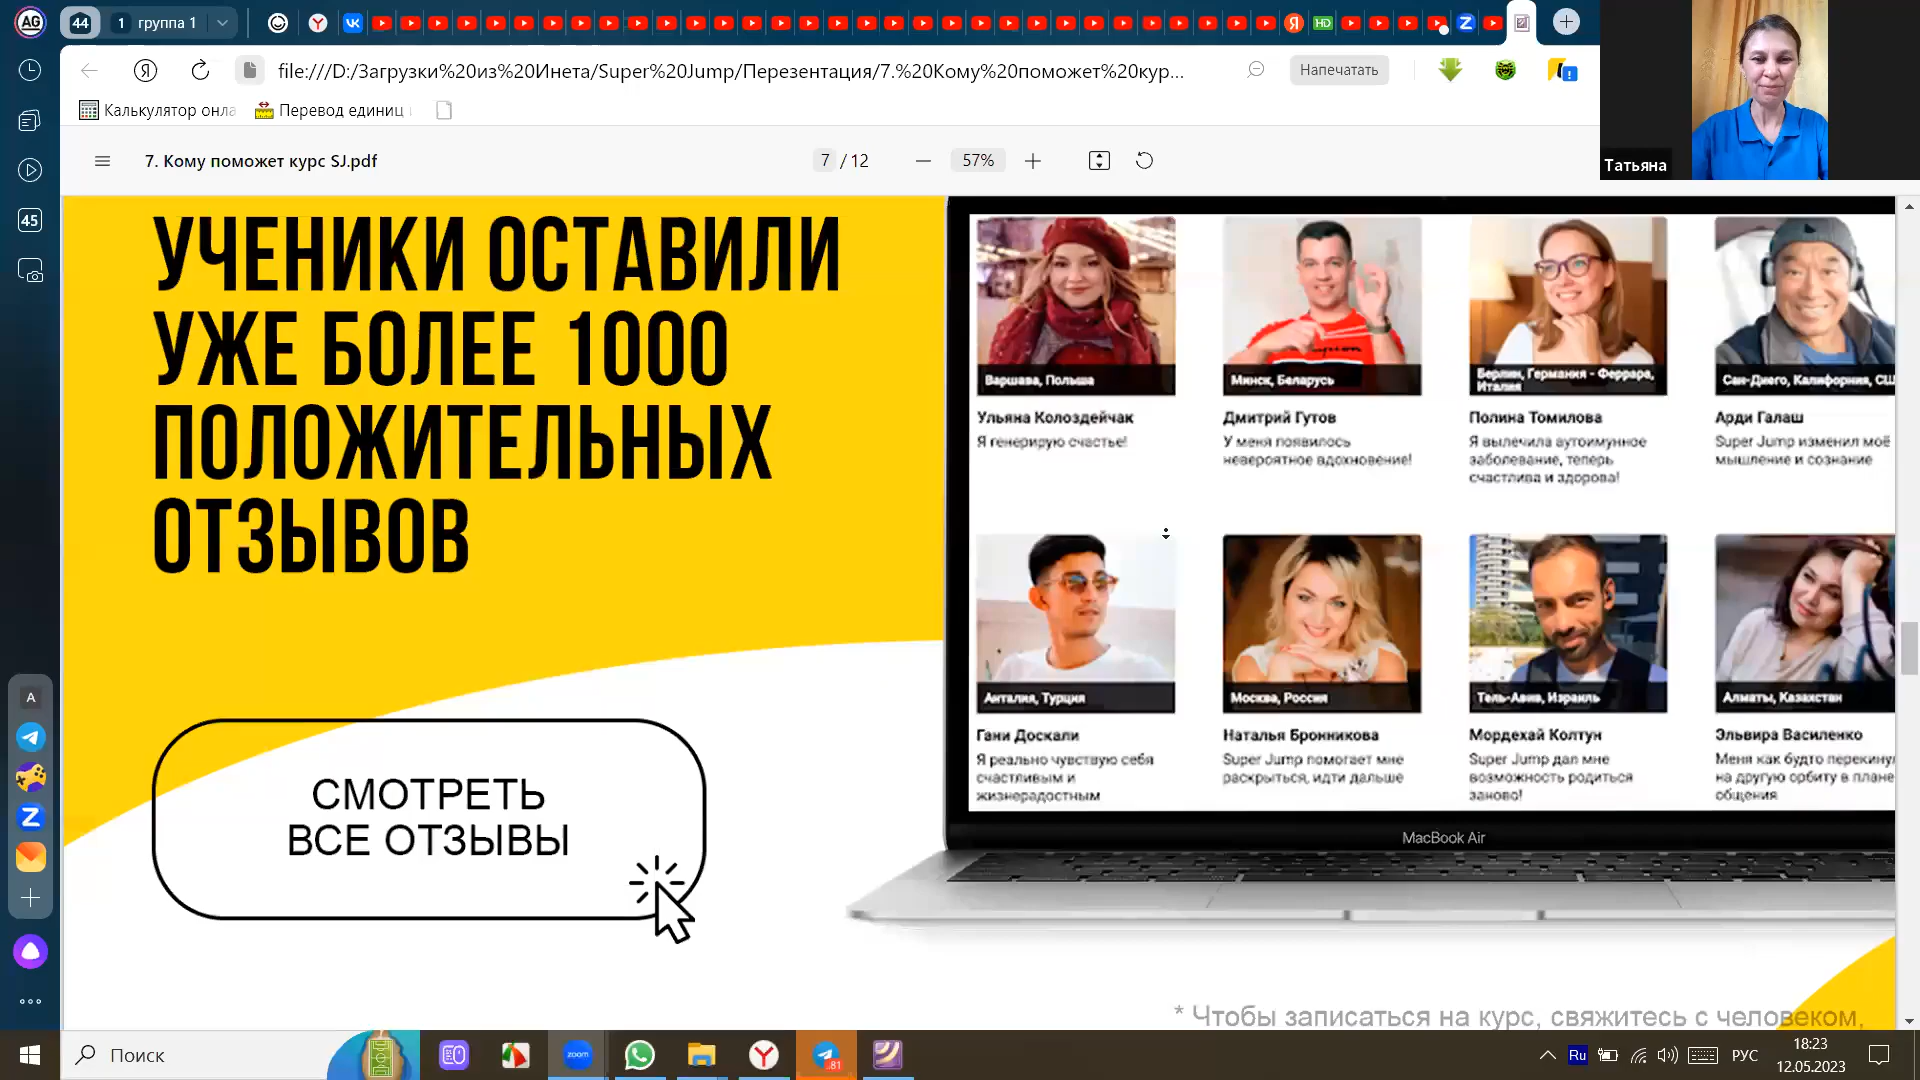 44
1 группа 1
file:///D:/Загрузки%20из%20Инета/Super%20Jump/Перезентация/7.%20Кому%20поможет%20кур...
Напечатать
Калькулятор онла
Перевод единиц
7. Кому поможет курс SJ.pdf
7 / 12
57%
Татьяна
45
УЧЕНИКИ ОСТАВИЛИ
УЖЕ БОЛЕЕ 1000
ПОЛОЖИТЕЛЬНЫХ
ОТЗЫВОВ
СМОТРЕТЬ
ВСЕ ОТЗЫВЫ
Варшава, Польша
Ульяна Колоздейчак
Я генерирую счастье!
Минск, Беларусь
Дмитрий Гутов
У меня появилось
невероятное вдохновение!
Берлин, Германия - Феррара,
Италия
Полина Томилова
Я вылечила аутоимунное
заболевание, теперь
счастлива и здорова!
Сан-Диего, Калифорния, СШ
Арди Галаш
Super Jump изменил моё
мышление и сознание
Анталия, Турция
Гани Доскали
Я реально чувствую себя
счастливым и
жизнерадостным
Москва, Россия
Наталья Бронникова
Super Jump помогает мне
раскрыться, идти дальше
Тель-Авив, Израиль
Мордехай Колтун
Super Jump дал мне
возможность родиться
заново!
Алматы, Казахстан
Эльвира Василенко
Меня как будто перекинул
на другую орбиту в плане
общения
MacBook Air
* Чтобы записаться на курс, свяжитесь с человеком,
Поиск
zoom
81
Ru
РУС
18:23
12.05.2023